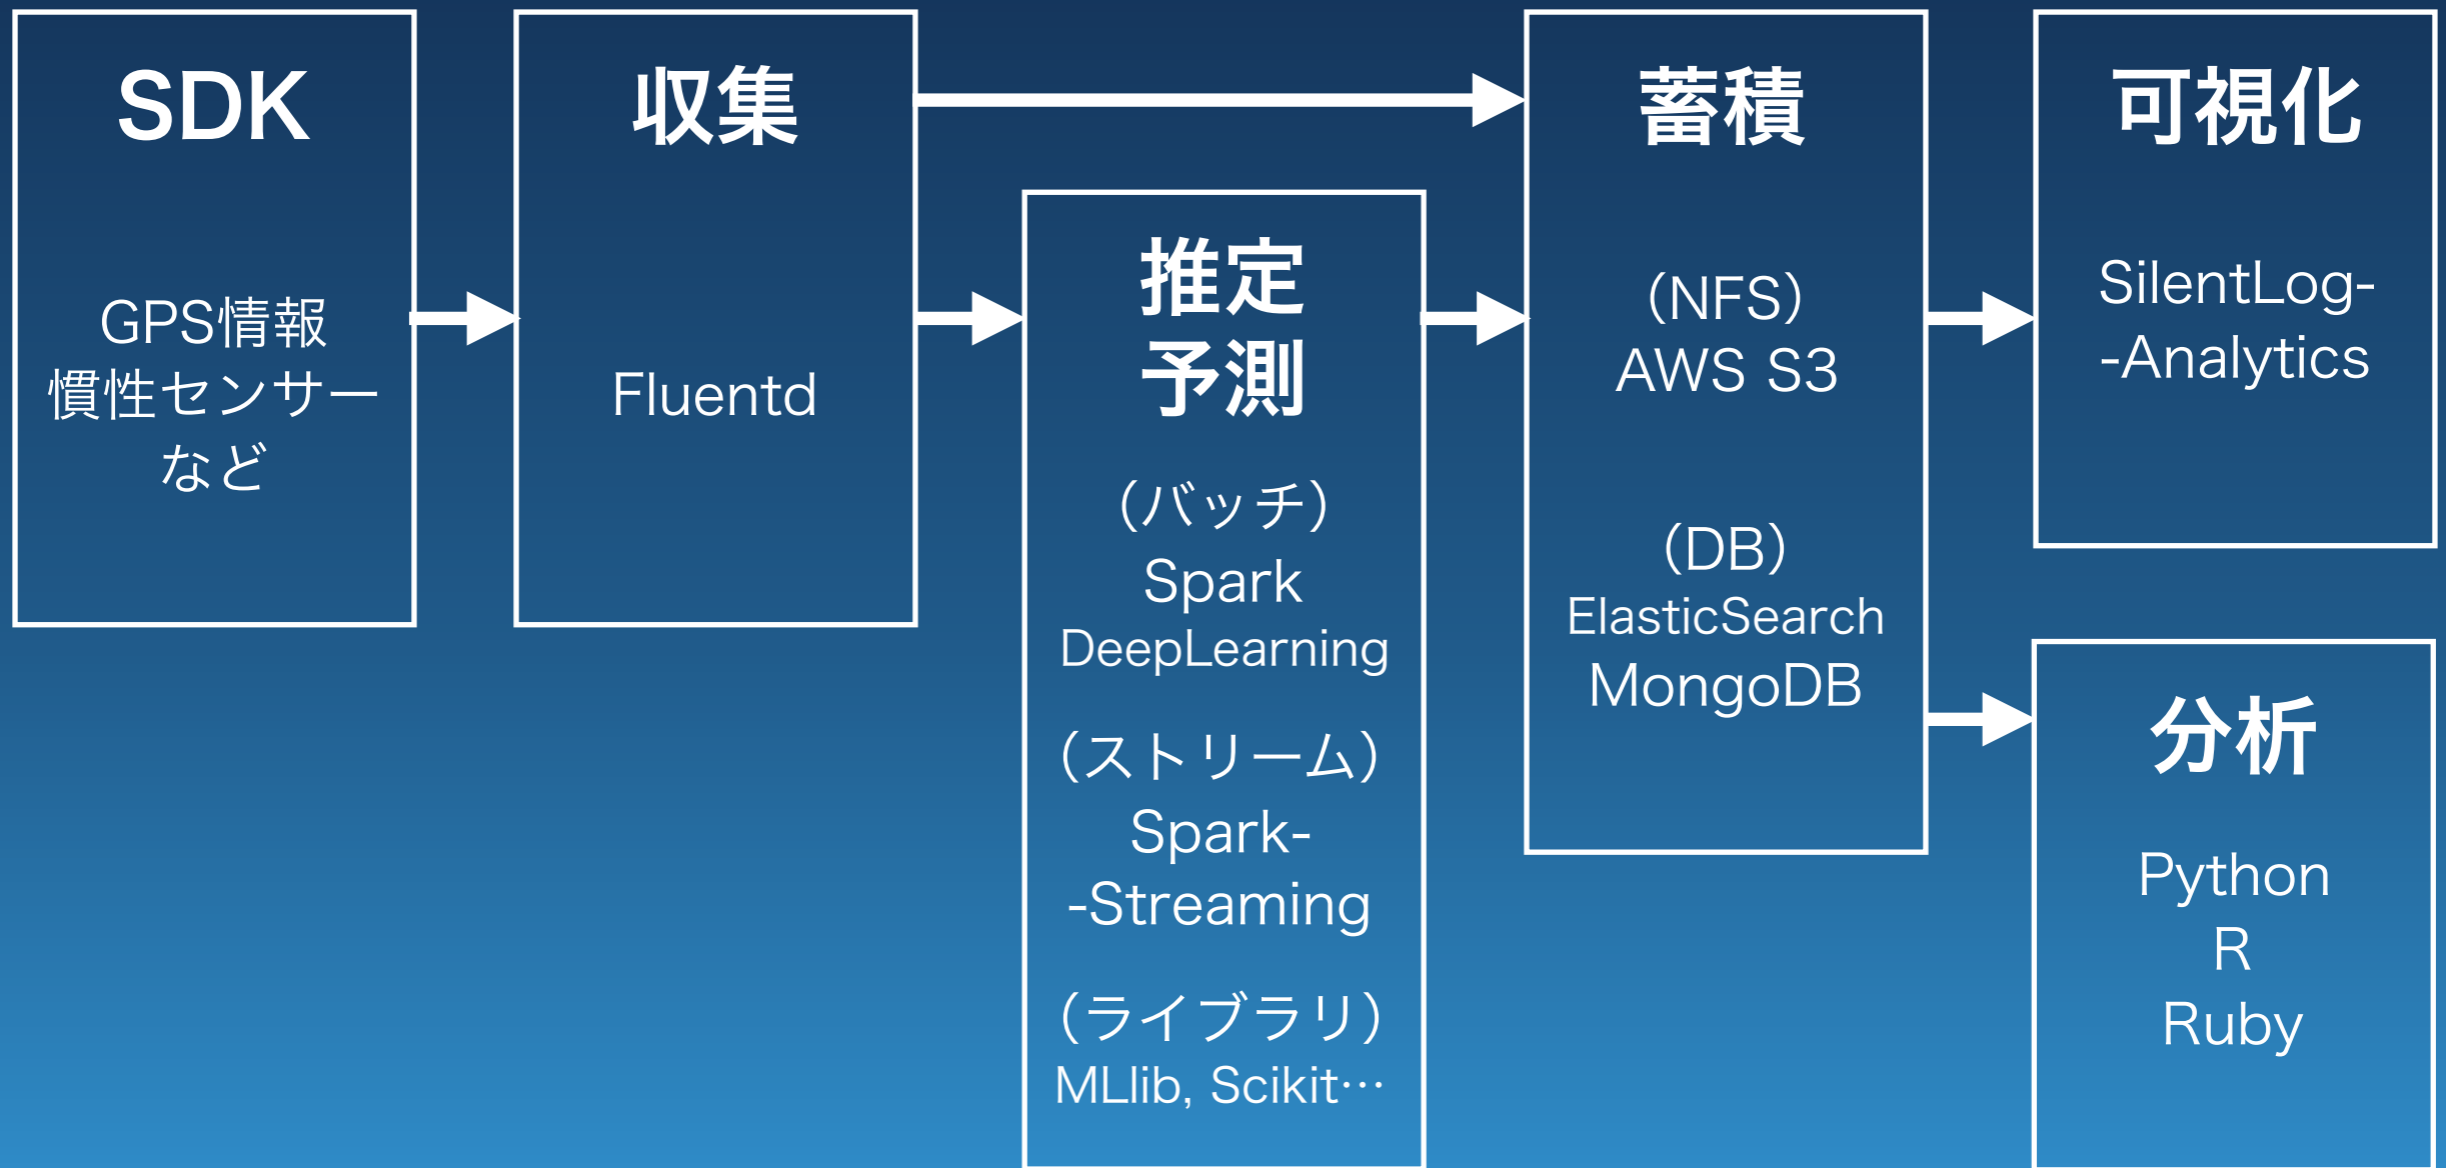 SDK
GPS情報
慣性センサー
など
収集
Fluentd
推定
予測
（バッチ）
Spark
DeepLearning
（ストリーム）
Spark-
-Streaming
（ライブラリ）
MLlib, Scikit…
蓄積
（NFS）
AWS S3
（DB）
ElasticSearch
MongoDB
可視化
SilentLog-
-Analytics
分析
Python
R
Ruby